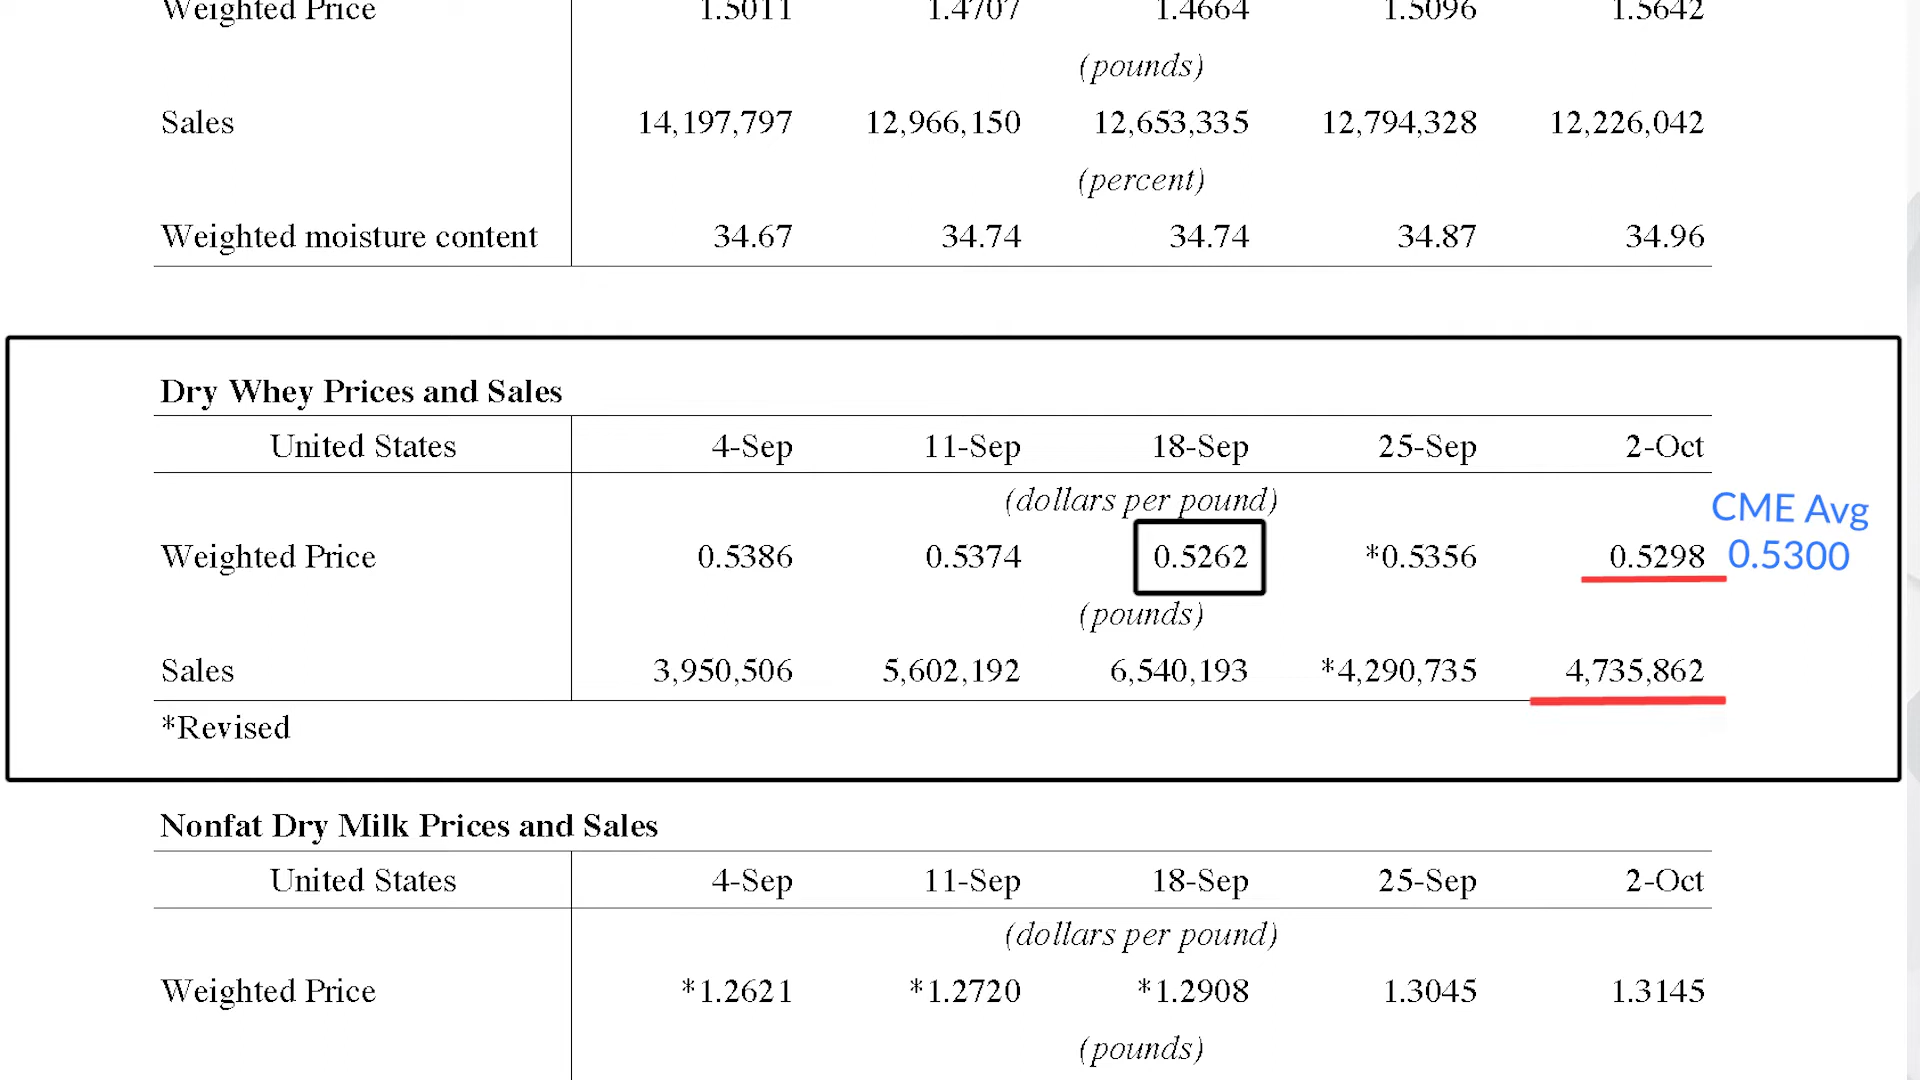 Weighted Price 1.5011 1.4707 1.4664 1.5096 1.5642
(pounds)
Sales 14,197,797 12,966,150 12,653,335 12,794,328 12,226,042
(percent)
Weighted moisture content 34.67 34.74 34.74 34.87 34.96
Dry Whey Prices and Sales
United States 4-Sep 11-Sep 18-Sep 25-Sep 2-Oct
(dollars per pound)
CME Avg
Weighted Price 0.5386 0.5374 0.5262 *0.5356 0.5298 0.5300
(pounds)
Sales 3,950,506 5,602,192 6,540,193 *4,290,735 4,735,862
*Revised
Nonfat Dry Milk Prices and Sales
United States 4-Sep 11-Sep 18-Sep 25-Sep 2-Oct
(dollars per pound)
Weighted Price *1.2621 *1.2720 *1.2908 1.3045 1.3145
(pounds)